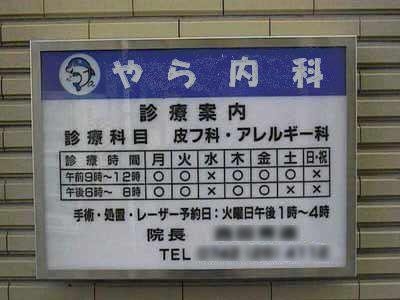 やら内科
診療案内
診療科目 皮フ科・アレルギー科
診療時間 月 火 水 木 金 土 日・祝
午前9時〜12時 ○ ○ × ○ ○ ○ ×
午後6時〜8時 ○ ○ × ○ ○ × ×
手術・処置・レーザー予約日:火曜日午後1時〜4時
院長
TEL